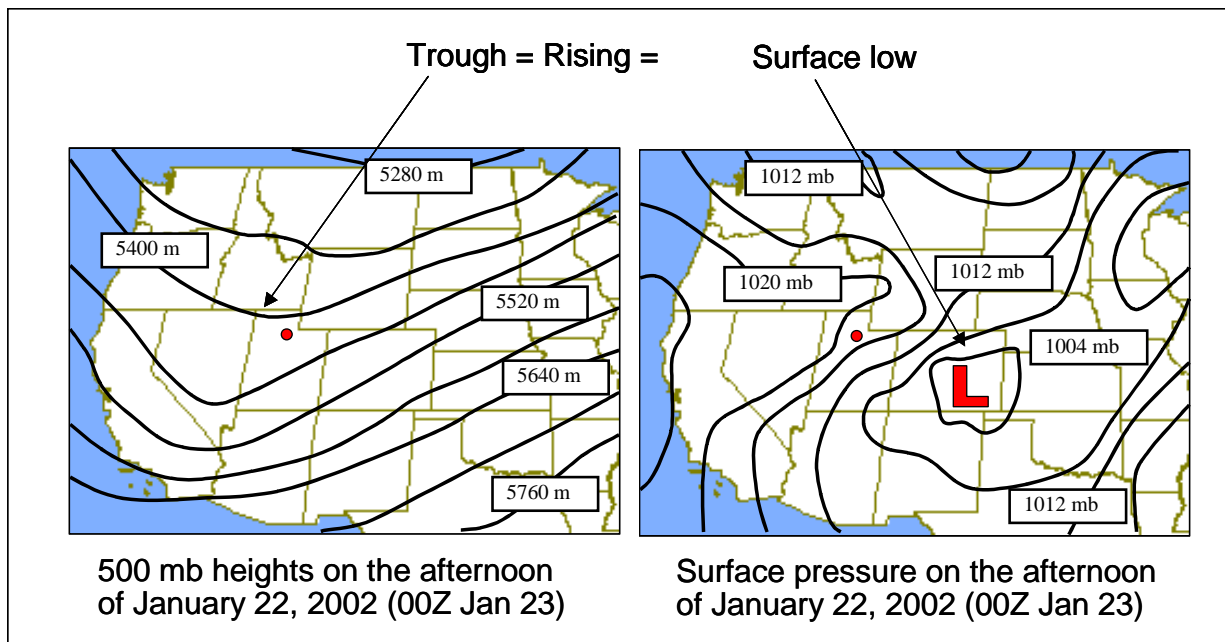 Trough = Rising = Surface low
5280 m
5400 m
5520 m
5640 m
5760 m
1012 mb
1020 mb
1012 mb
1004 mb
L
1012 mb
500 mb heights on the afternoon
of January 22, 2002 (00Z Jan 23)
Surface pressure on the afternoon
of January 22, 2002 (00Z Jan 23)